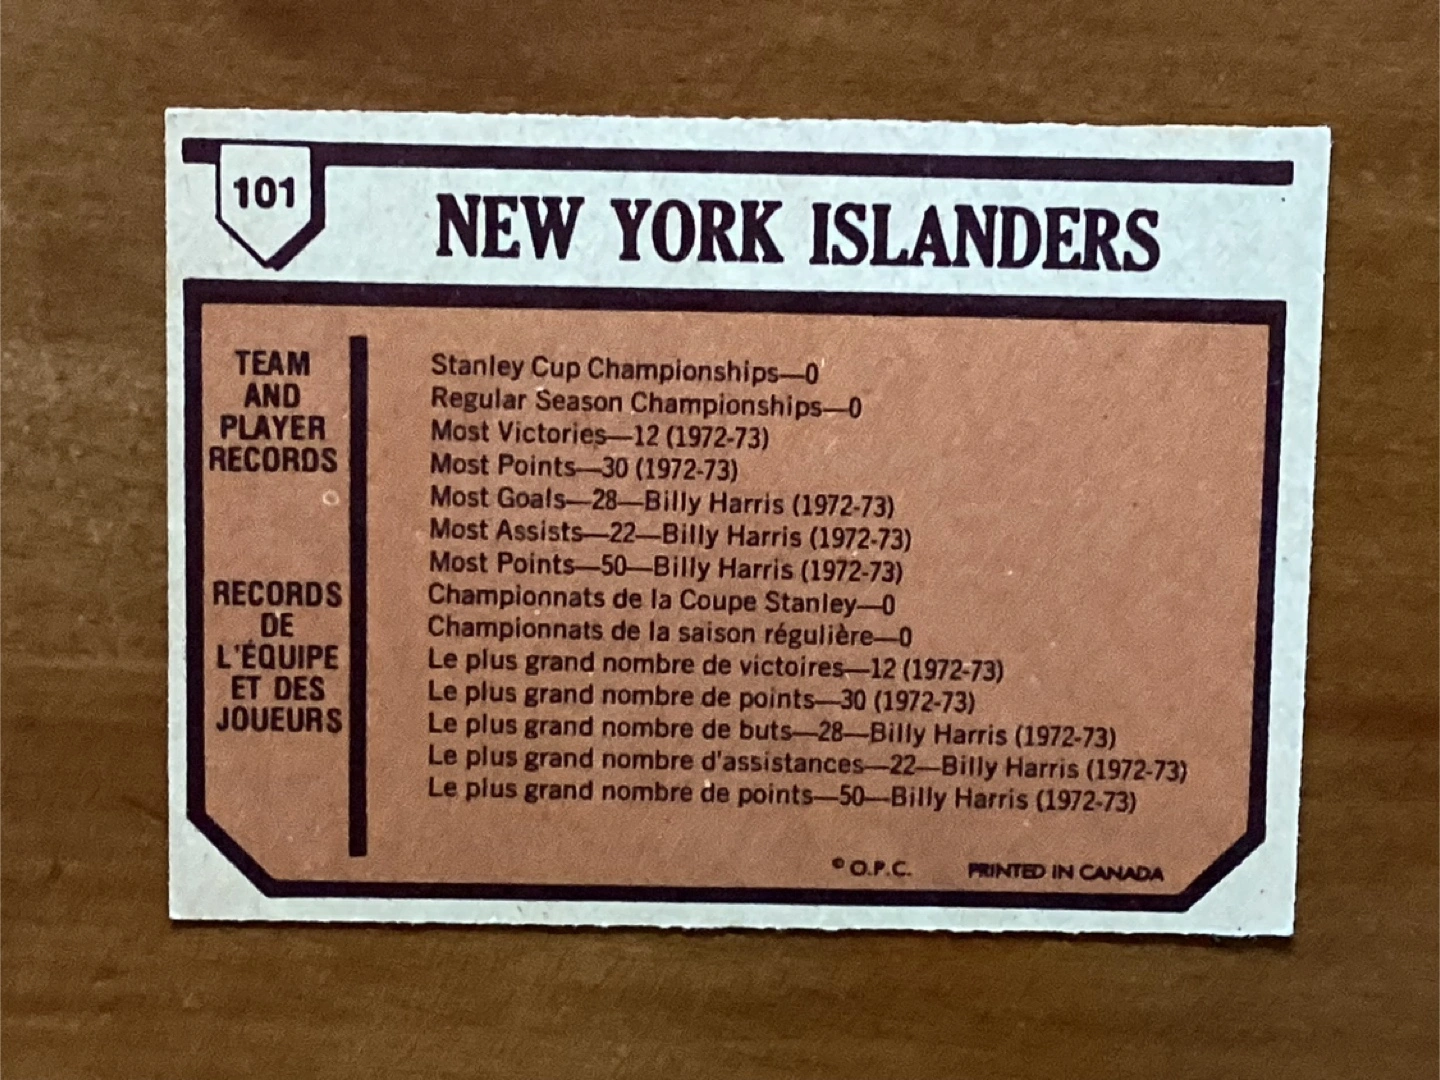 101
NEW YORK ISLANDERS
TEAM
AND
PLAYER
RECORDS
Stanley Cup Championships—0
Regular Season Championships—0
Most Victories—12 (1972-73)
Most Points—30 (1972-73)
Most Goals—28—Billy Harris (1972-73)
Most Assists—22—Billy Harris (1972-73)
Most Points—50—Billy Harris (1972-73)
RECORDS
DE
L'ÉQUIPE
ET DES
JOUEURS
Championnats de la Coupe Stanley—0
Championnats de la saison régulière—0
Le plus grand nombre de victoires—12 (1972-73)
Le plus grand nombre de points—30 (1972-73)
Le plus grand nombre de buts—28—Billy Harris (1972-73)
Le plus grand nombre d'assistances—22—Billy Harris (1972-73)
Le plus grand nombre de points—50—Billy Harris (1972-73)
© O.P.C. PRINTED IN CANADA